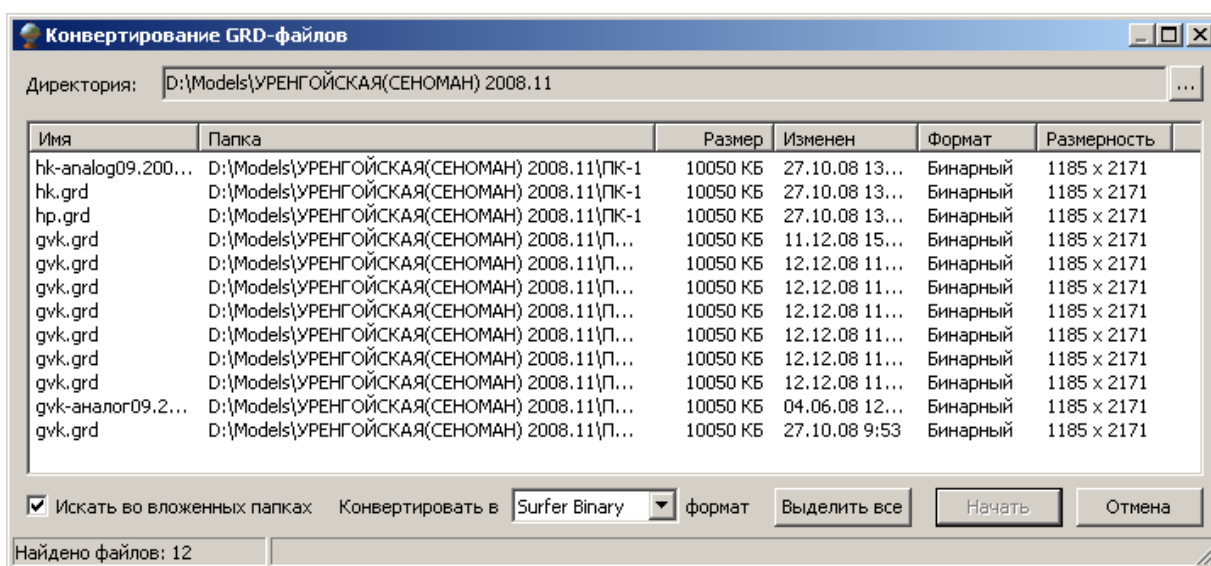 Конвертирование GRD-файлов
Директория: D:\Models\УРЕНГОЙСКАЯ(СЕНОМАН) 2008.11 ...
Имя Папка Размер Изменен Формат Размерность
hk-analog09.200... D:\Models\УРЕНГОЙСКАЯ(СЕНОМАН) 2008.11\ПК-1 10050 КБ 27.10.08 13... Бинарный 1185 x 2171
hk.grd D:\Models\УРЕНГОЙСКАЯ(СЕНОМАН) 2008.11\ПК-1 10050 КБ 27.10.08 13... Бинарный 1185 x 2171
hp.grd D:\Models\УРЕНГОЙСКАЯ(СЕНОМАН) 2008.11\ПК-1 10050 КБ 27.10.08 13... Бинарный 1185 x 2171
gvk.grd D:\Models\УРЕНГОЙСКАЯ(СЕНОМАН) 2008.11\П... 10050 КБ 11.12.08 15... Бинарный 1185 x 2171
gvk.grd D:\Models\УРЕНГОЙСКАЯ(СЕНОМАН) 2008.11\П... 10050 КБ 12.12.08 11... Бинарный 1185 x 2171
gvk.grd D:\Models\УРЕНГОЙСКАЯ(СЕНОМАН) 2008.11\П... 10050 КБ 12.12.08 11... Бинарный 1185 x 2171
gvk.grd D:\Models\УРЕНГОЙСКАЯ(СЕНОМАН) 2008.11\П... 10050 КБ 12.12.08 11... Бинарный 1185 x 2171
gvk.grd D:\Models\УРЕНГОЙСКАЯ(СЕНОМАН) 2008.11\П... 10050 КБ 12.12.08 11... Бинарный 1185 x 2171
gvk.grd D:\Models\УРЕНГОЙСКАЯ(СЕНОМАН) 2008.11\П... 10050 КБ 12.12.08 11... Бинарный 1185 x 2171
gvk.grd D:\Models\УРЕНГОЙСКАЯ(СЕНОМАН) 2008.11\П... 10050 КБ 12.12.08 11... Бинарный 1185 x 2171
gvk-аналог09.2... D:\Models\УРЕНГОЙСКАЯ(СЕНОМАН) 2008.11\П... 10050 КБ 04.06.08 12... Бинарный 1185 x 2171
gvk.grd D:\Models\УРЕНГОЙСКАЯ(СЕНОМАН) 2008.11\П... 10050 КБ 27.10.08 9:53 Бинарный 1185 x 2171
Искать во вложенных папках Конвертировать в Surfer Binary формат Выделить все Начать Отмена
Найдено файлов: 12